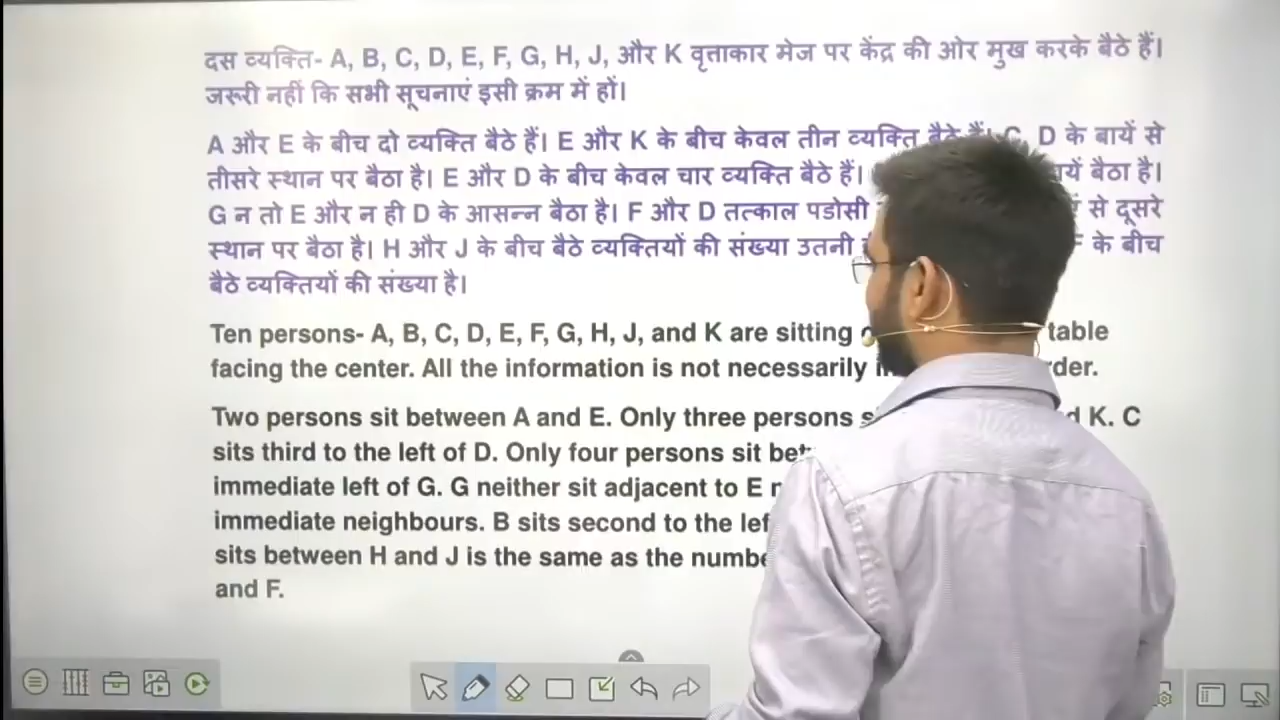 दस व्यक्ति- A, B, C, D, E, F, G, H, J, और K वृत्ताकार मेज पर केंद्र की ओर मुख करके बैठे हैं।
जरूरी नहीं कि सभी सूचनाएं इसी क्रम में हों।
A और E के बीच दो व्यक्ति बैठे हैं। E और K के बीच केवल तीन व्यक्ति बैठे हैं। C, D के बायें से
तीसरे स्थान पर बैठा है। E और D के बीच केवल चार व्यक्ति बैठे हैं। बैठा है।
G न तो E और न ही D के आसन्न बैठा है। F और D तत्काल पडोसी से दूसरे
स्थान पर बैठा है। H और J के बीच बैठे व्यक्तियों की संख्या उतनी के बीच
बैठे व्यक्तियों की संख्या है।
Ten persons- A, B, C, D, E, F, G, H, J, and K are sitting table
facing the center. All the information is not necessarily
Two persons sit between A and E. Only three persons K. C
sits third to the left of D. Only four persons sit
immediate left of G. G neither sit adjacent to E
immediate neighbours. B sits second to the
sits between H and J is the same as the
and F.